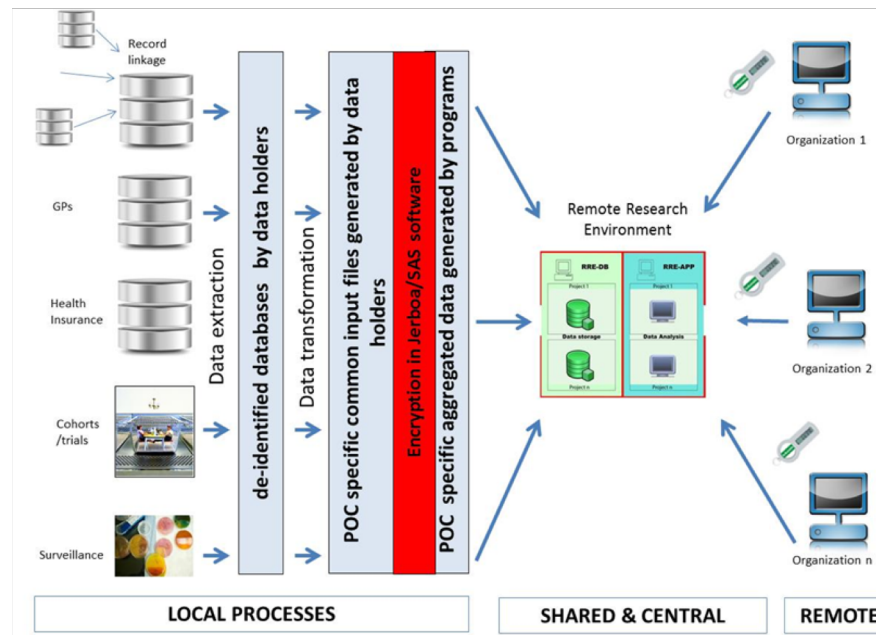 Record
linkage
GPs
Health
Insurance
Cohorts
/trials
Surveillance
Data extraction
de-identified databases by data holders
Data transformation
POC specific common input files generated by data
holders
Encryption in Jerboa/SAS software
POC specific aggregated data generated by programs
Remote Research
Environment
RRE-DB
RRE-APP
Project 1
Project 1
Data storage
Data Analysis
Project n
Project n
Organization 1
Organization 2
Organization n
LOCAL PROCESSES
SHARED & CENTRAL
REMOTE